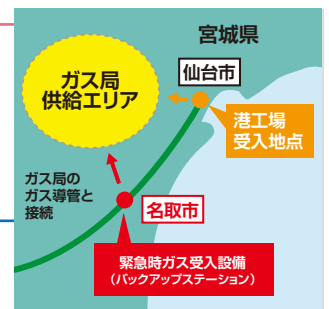 宮城県
仙台市
ガス局
供給エリア
港工場
受入地点
ガス局の
ガス導管と
接続
名取市
緊急時ガス受入設備
（バックアップステーション）